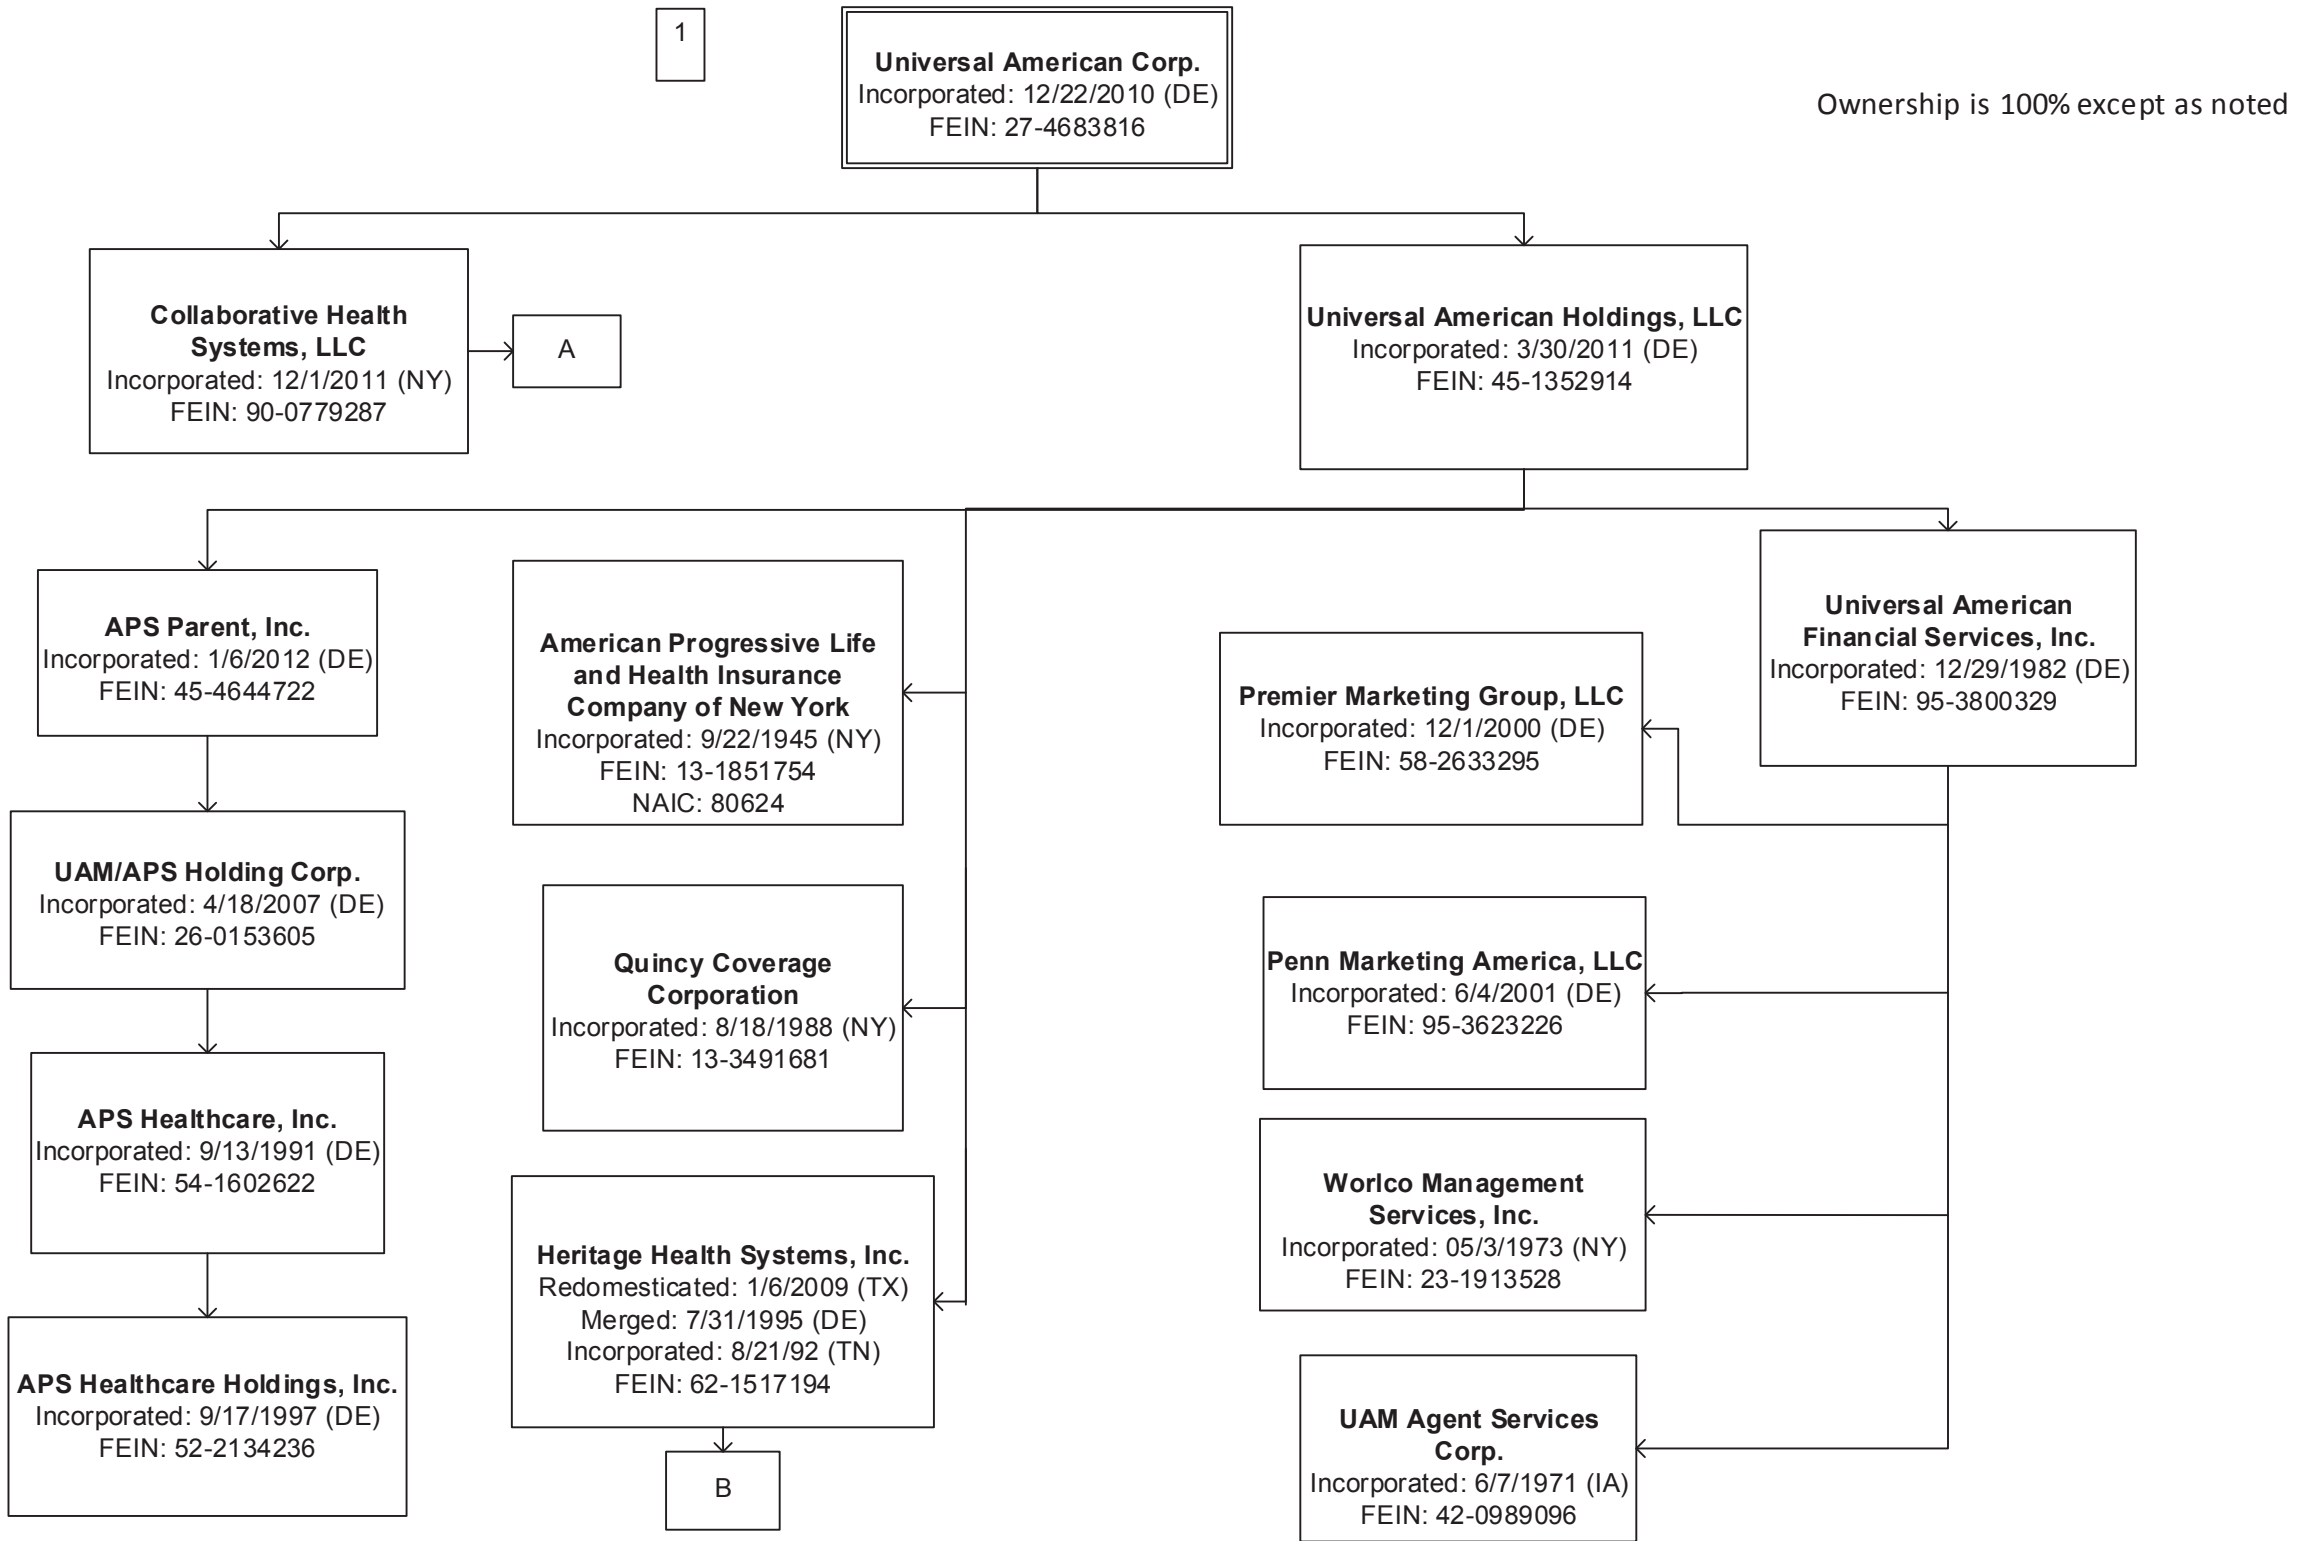 1
Universal American Corp.
Incorporated: 12/22/2010 (DE)
FEIN: 27-4683816
Ownership is 100% except as noted
Collaborative Health
Systems, LLC
Incorporated: 12/1/2011 (NY)
FEIN: 90-0779287
A
Universal American Holdings, LLC
Incorporated: 3/30/2011 (DE)
FEIN: 45-1352914
APS Parent, Inc.
Incorporated: 1/6/2012 (DE)
FEIN: 45-4644722
UAM/APS Holding Corp.
Incorporated: 4/18/2007 (DE)
FEIN: 26-0153605
APS Healthcare, Inc.
Incorporated: 9/13/1991 (DE)
FEIN: 54-1602622
APS Healthcare Holdings, Inc.
Incorporated: 9/17/1997 (DE)
FEIN: 52-2134236
American Progressive Life
and Health Insurance
Company of New York
Incorporated: 9/22/1945 (NY)
FEIN: 13-1851754
NAIC: 80624
Quincy Coverage
Corporation
Incorporated: 8/18/1988 (NY)
FEIN: 13-3491681
Heritage Health Systems, Inc.
Redomesticated: 1/6/2009 (TX)
Merged: 7/31/1995 (DE)
Incorporated: 8/21/92 (TN)
FEIN: 62-1517194
B
Universal American
Financial Services, Inc.
Incorporated: 12/29/1982 (DE)
FEIN: 95-3800329
Premier Marketing Group, LLC
Incorporated: 12/1/2000 (DE)
FEIN: 58-2633295
Penn Marketing America, LLC
Incorporated: 6/4/2001 (DE)
FEIN: 95-3623226
Worlco Management
Services, Inc.
Incorporated: 05/3/1973 (NY)
FEIN: 23-1913528
UAM Agent Services
Corp.
Incorporated: 6/7/1971 (IA)
FEIN: 42-0989096